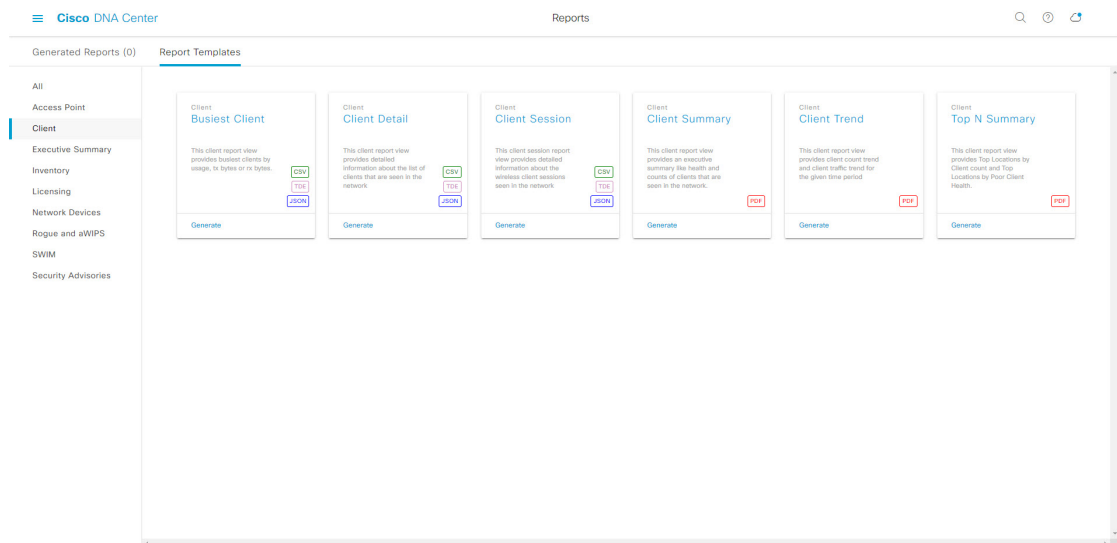 Cisco DNA Center
Reports
Generated Reports (0)
Report Templates
All
Access Point
Client
Executive Summary
Inventory
Licensing
Network Devices
Rogue and aWIPS
SWIM
Security Advisories
Client
Busiest Client
This client report view
provides busiest clients by
usage, tx bytes or rx bytes.
CSV
TDE
JSON
Generate
Client
Client Detail
This client report view
provides detailed
information about the list of
clients that are seen in the
network
CSV
TDE
JSON
Generate
Client
Client Session
This client session report
view provides detailed
information about the
wireless client sessions
seen in the network
CSV
TDE
JSON
Generate
Client
Client Summary
This client report view
provides an executive
summary like health and
counts of clients that are
seen in the network.
PDF
Generate
Client
Client Trend
This client report view
provides client count trend
and client traffic trend for
the given time period
PDF
Generate
Client
Top N Summary
This client report view
provides Top Locations by
Client count and Top
Locations by Poor Client
Health.
PDF
Generate